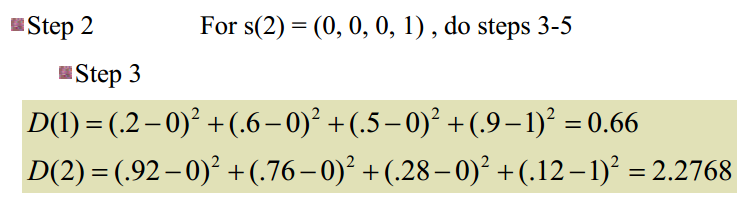 Step 2 For s(2) = (0, 0, 0, 1) , do steps 3-5
Step 3
D(1) = (.2 – 0)² + (.6 – 0)² + (.5 – 0)² + (.9 – 1)² = 0.66
D(2) = (.92 – 0)² + (.76 – 0)² + (.28 – 0)² + (.12 – 1)² = 2.2768